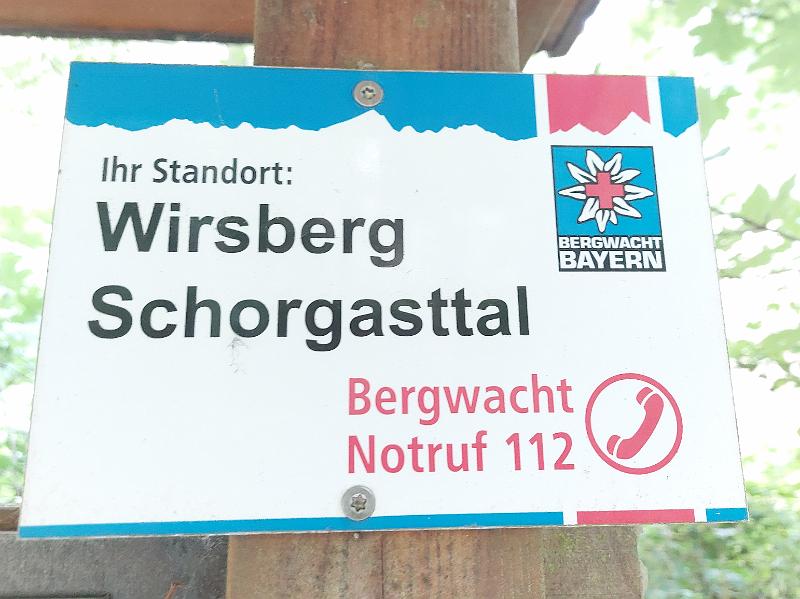 Ihr Standort:
Wirsberg
Schorgasttal
BERGWACHT
BAYERN
Bergwacht
Notruf 112